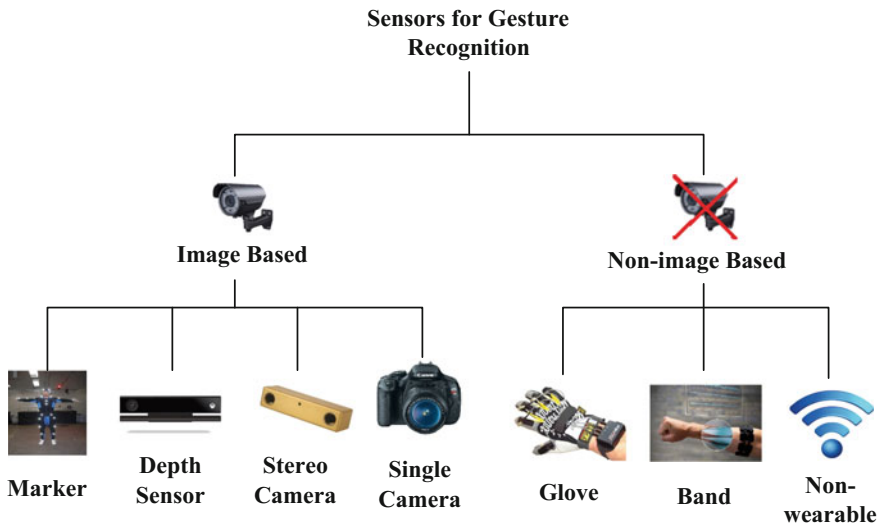 Sensors for Gesture
Recognition
Image Based
Non-image Based
Marker
Depth
Sensor
Stereo
Camera
Single
Camera
Glove
Band
Non-
wearable
Canon